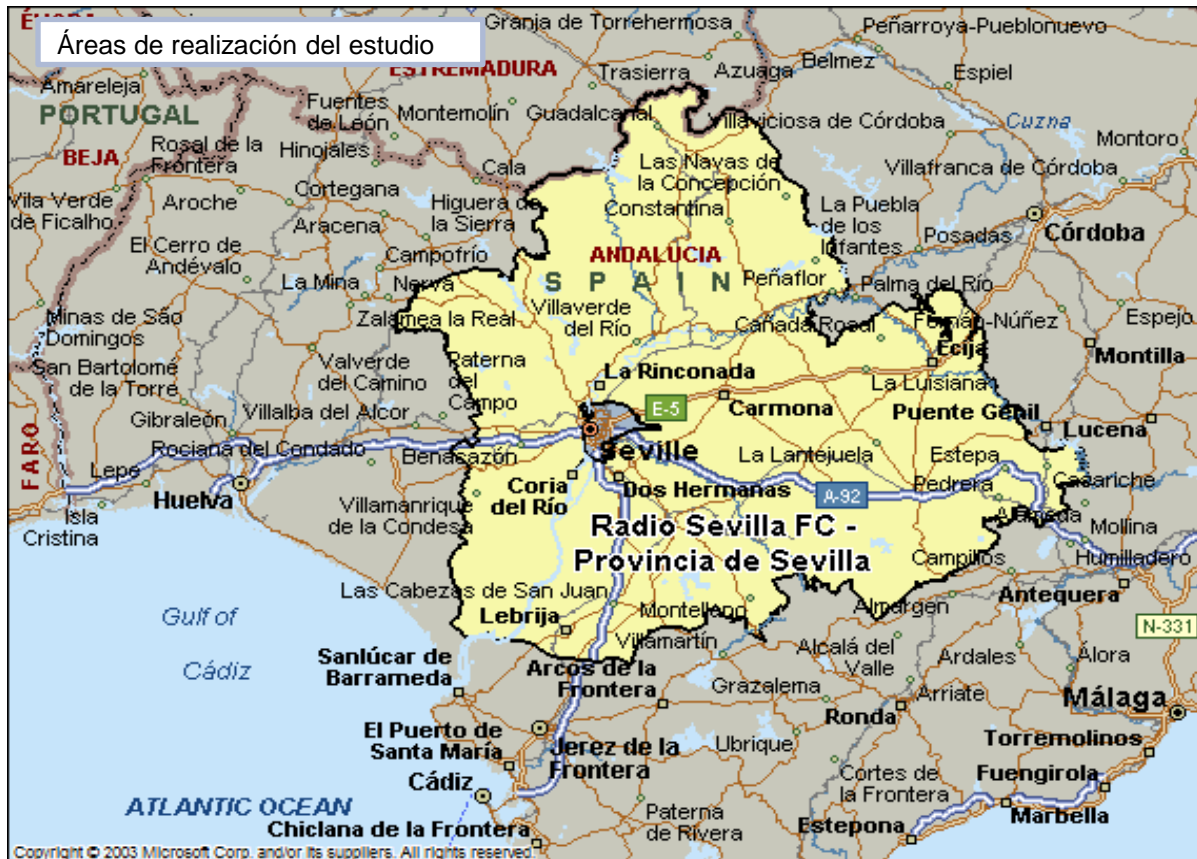 ÉVORA
Áreas de realización del estudio
Granja de Torrehermosa
Peñarroya-Pueblonuevo
Belmez
ESTREMADURA
Trasierra
Azuaga
Espiel
Amareleja
Fuentes
de León
Montemolín
Guadalcanal
PORTUGAL
Villaviciosa de Córdoba
Cuzna
Montoro
BEJA
Rosal de la
Frontera
Hinojales
Cala
Las Navas de
la Concepción
Villafranca de Córdoba
Vila Verde
de Ficalho
Aroche
Cortegana
Aracena
Higuera de
la Sierra
Constantina
La Puebla
de los
Infantes
Posadas
Córdoba
El Cerro de
Andévalo
Campofrío
ANDALUCIA
La Mina
Nerva
SPAIN
Peñaflor
Palma del Río
Minas de São
Domingos
Zalamea la Real
Villaverde
del Río
Cañada Rosal
Fernán-Núñez
Espejo
San Bartolomé
de la Torre
Valverde
del Camino
Paterna
del
Campo
La Rinconada
Ecija
Montilla
La Luisiana
Gibraleón
Villalba del Alcor
E-5
Carmona
Puente Genil
Lucena
FARO
Rociana del Condado
Lepe
Benacazón
Seville
La Lantejuela
Estepa
Huelva
Coria
del Río
Dos Hermanas
A-92
Pedrera
Casariche
Isla
Cristina
Villamanrique
de la Condesa
Radio Sevilla FC -
Provincia de Sevilla
Alameda
Mollina
Campillos
Humilladero
Las Cabezas de San Juan
Antequera
Gulf of
Cádiz
Lebrija
Montellano
Almargen
N-331
Villamartín
Sanlúcar de
Barrameda
Arcos de la
Frontera
Alcalá del
Valle
Ardales
Álora
Grazalema
Arriate
Málaga
Ronda
El Puerto de
Santa María
Jerez de la
Frontera
Ubrique
Torremolinos
Cádiz
Cortes de
la Frontera
Fuengirola
ATLANTIC OCEAN
Paterna
de Rivera
Marbella
Chiclana de la Frontera
Estepona
Copyright © 2003 Microsoft Corp. and/or its suppliers. All rights reserved.